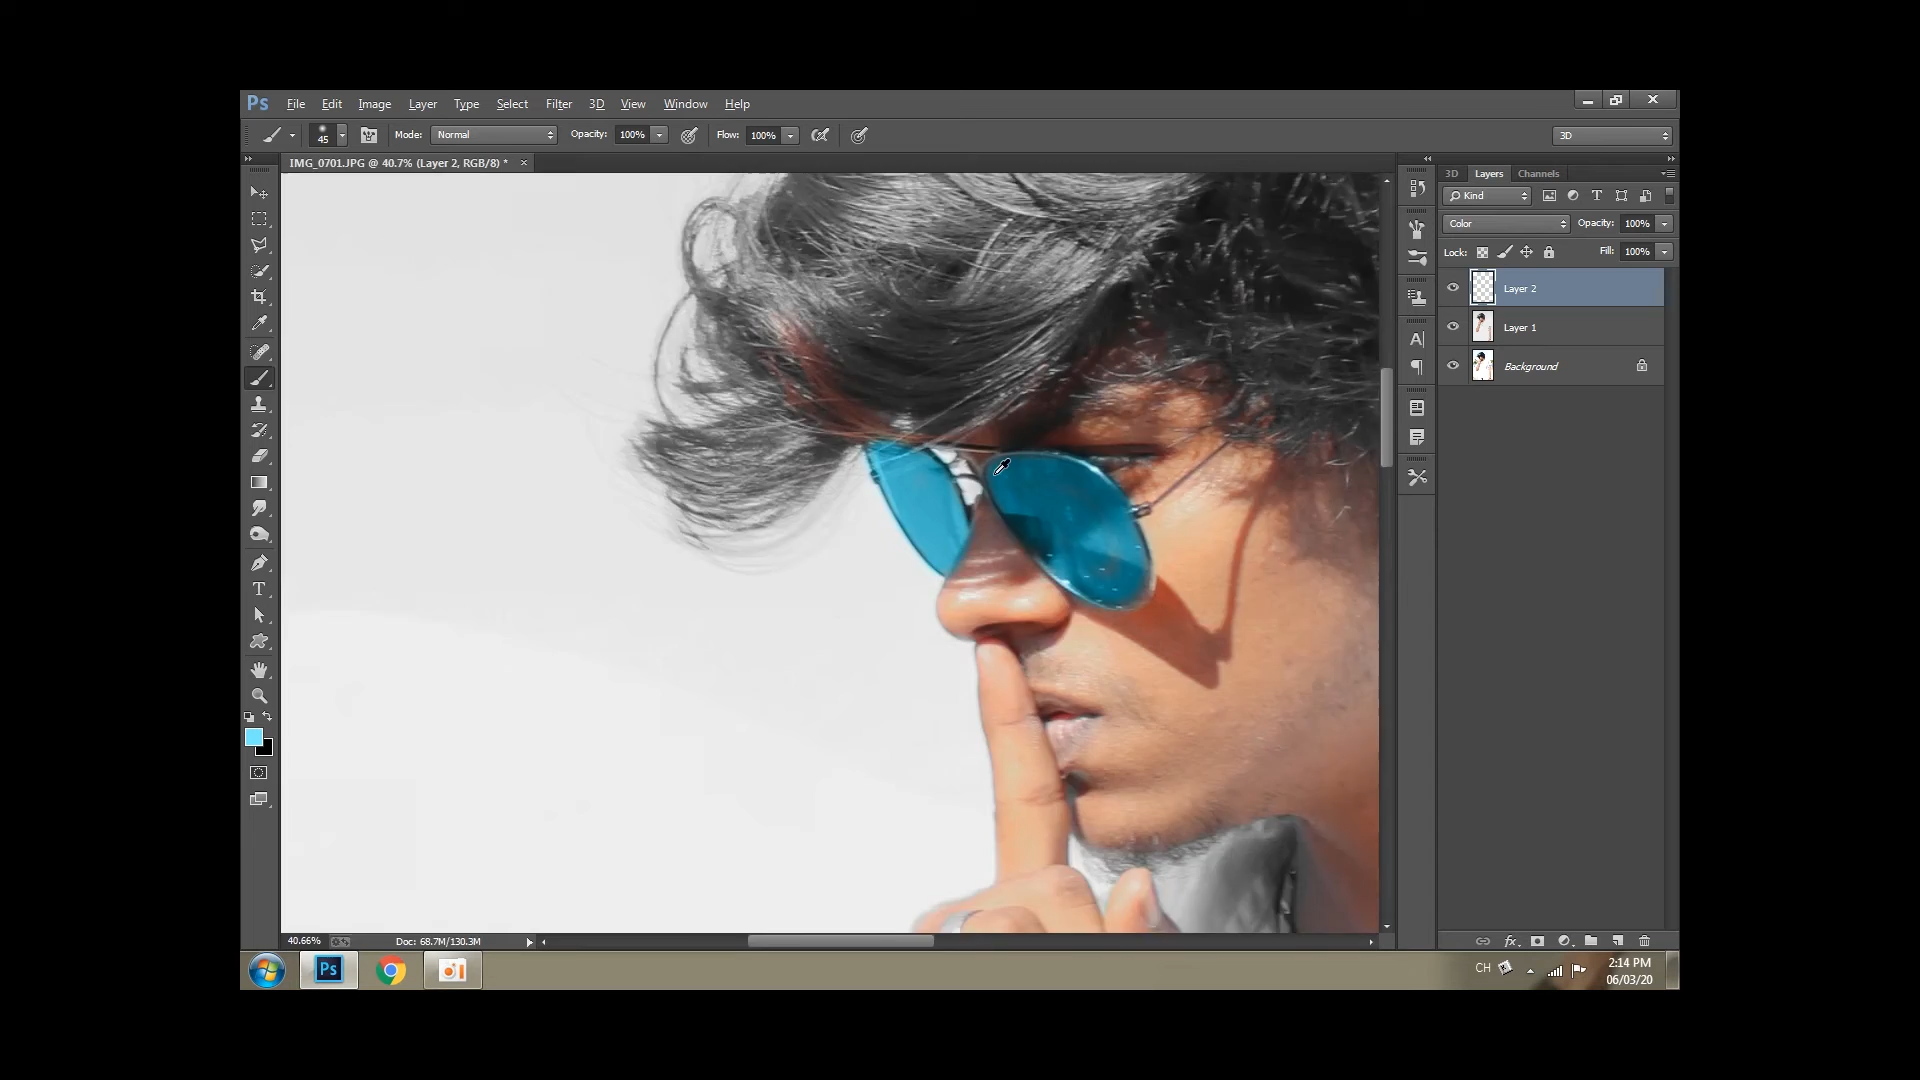 Ps File Edit Image Layer Type Select Filter 3D View Window Help
45 Mode: Normal Opacity: 100% Flow: 100% 3D
IMG_0701.JPG @ 40.7% (Layer 2, RGB/8) *
3D Layers Channels
Kind
Color Opacity: 100%
Lock: Fill: 100%
Layer 2
Layer 1
Background
40.66% Doc: 68.7M/130.3M
Ps CH 2:14 PM
06/03/20